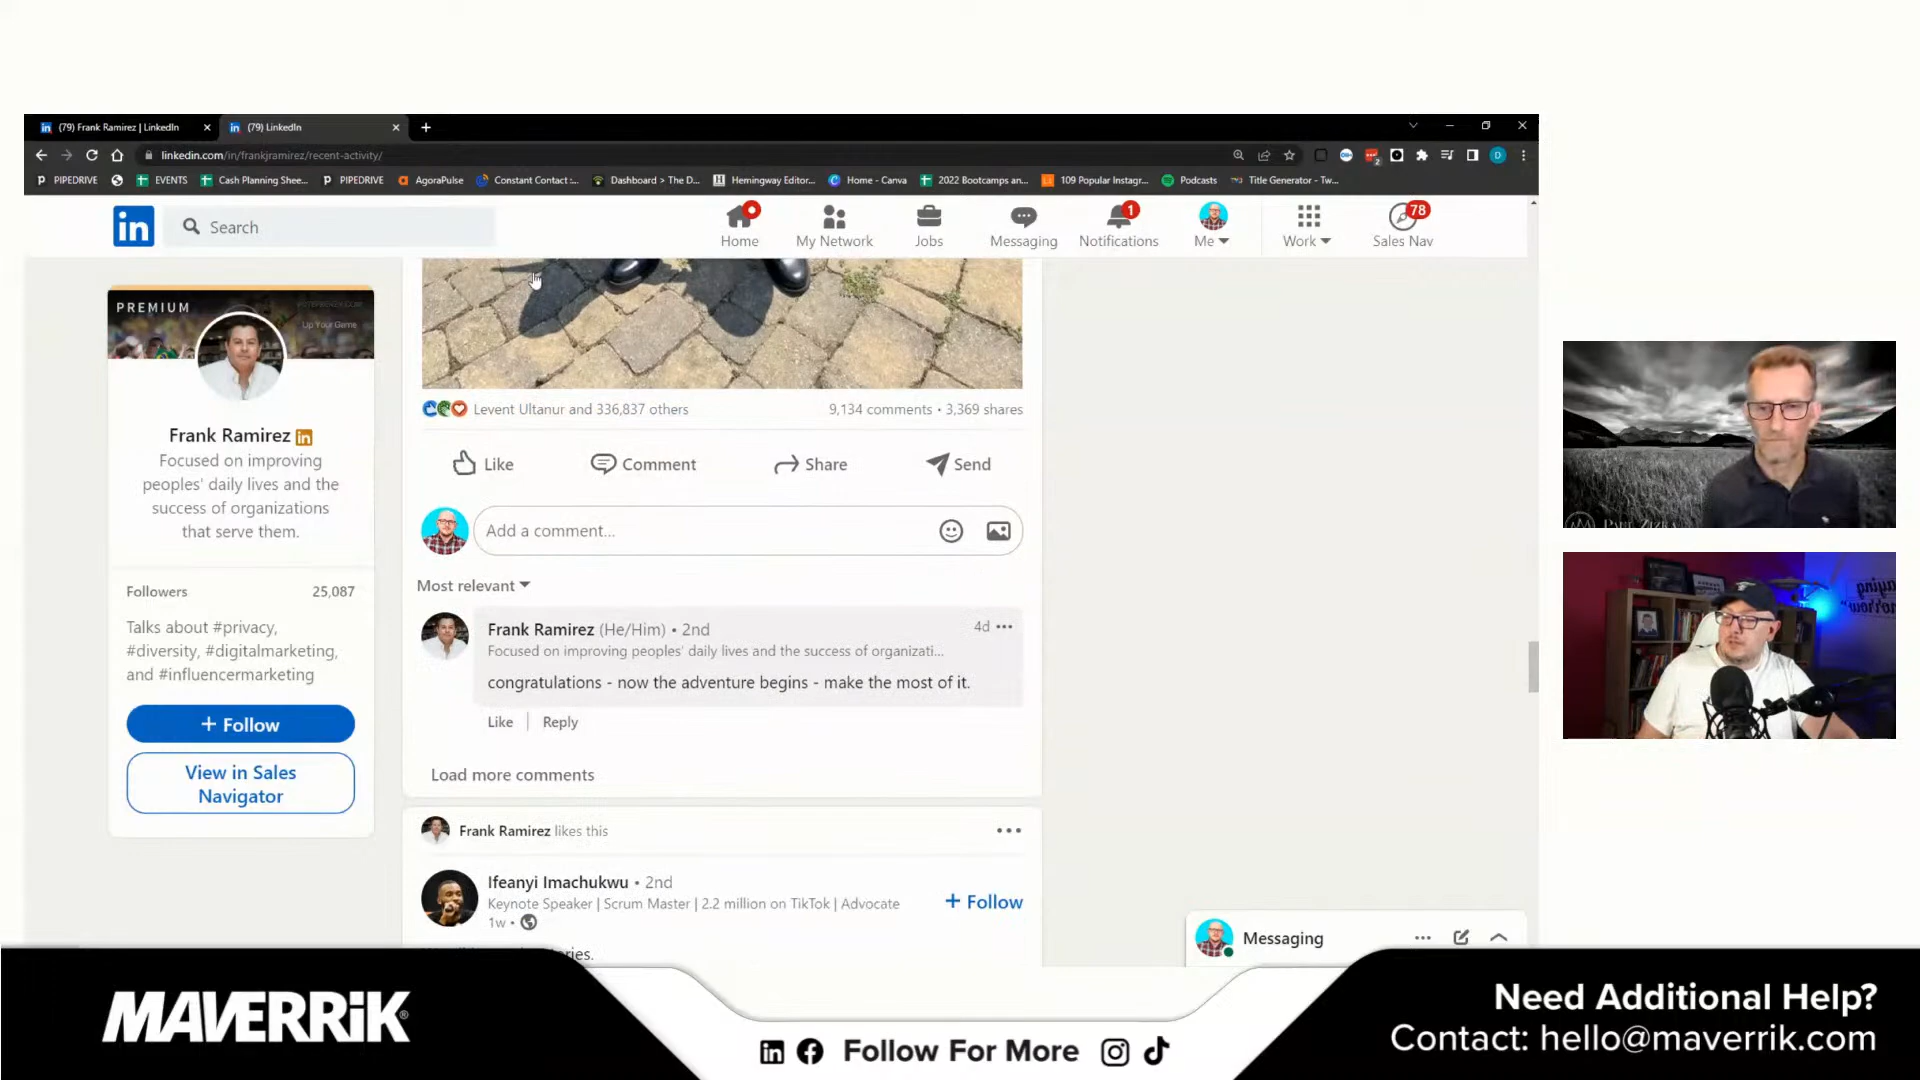 (79) Frank Ramirez | LinkedIn
(79) LinkedIn
linkedin.com/in/frankjramirez/recent-activity/
PIPEDRIVE
EVENTS
Cash Planning Shee...
PIPEDRIVE
AgoraPulse
Constant Contact :...
Dashboard > The D...
Hemingway Editor...
Home - Canva
2022 Bootcamps an...
109 Popular Instagr...
Podcasts
Title Generator - Tw...
in
Search
Home
My Network
Jobs
Messaging
1
Notifications
Me
Work
78
Sales Nav
PREMIUM
Up Your Game
Frank Ramirez in
Focused on improving
peoples' daily lives and the
success of organizations
that serve them.
Followers 25,087
Talks about #privacy,
#diversity, #digitalmarketing,
and #influencermarketing
+ Follow
View in Sales
Navigator
Levent Ultanur and 336,837 others
9,134 comments • 3,369 shares
Like
Comment
Share
Send
Add a comment...
Most relevant
Frank Ramirez (He/Him) • 2nd
4d
Focused on improving peoples' daily lives and the success of organizati...
congratulations - now the adventure begins - make the most of it.
Like
Reply
Load more comments
Frank Ramirez likes this
Ifeanyi Imachukwu • 2nd
Keynote Speaker | Scrum Master | 2.2 million on TikTok | Advocate
1w •
+ Follow
Messaging
MAVERRiK®
in
Follow For More
Need Additional Help?
Contact: hello@maverrik.com